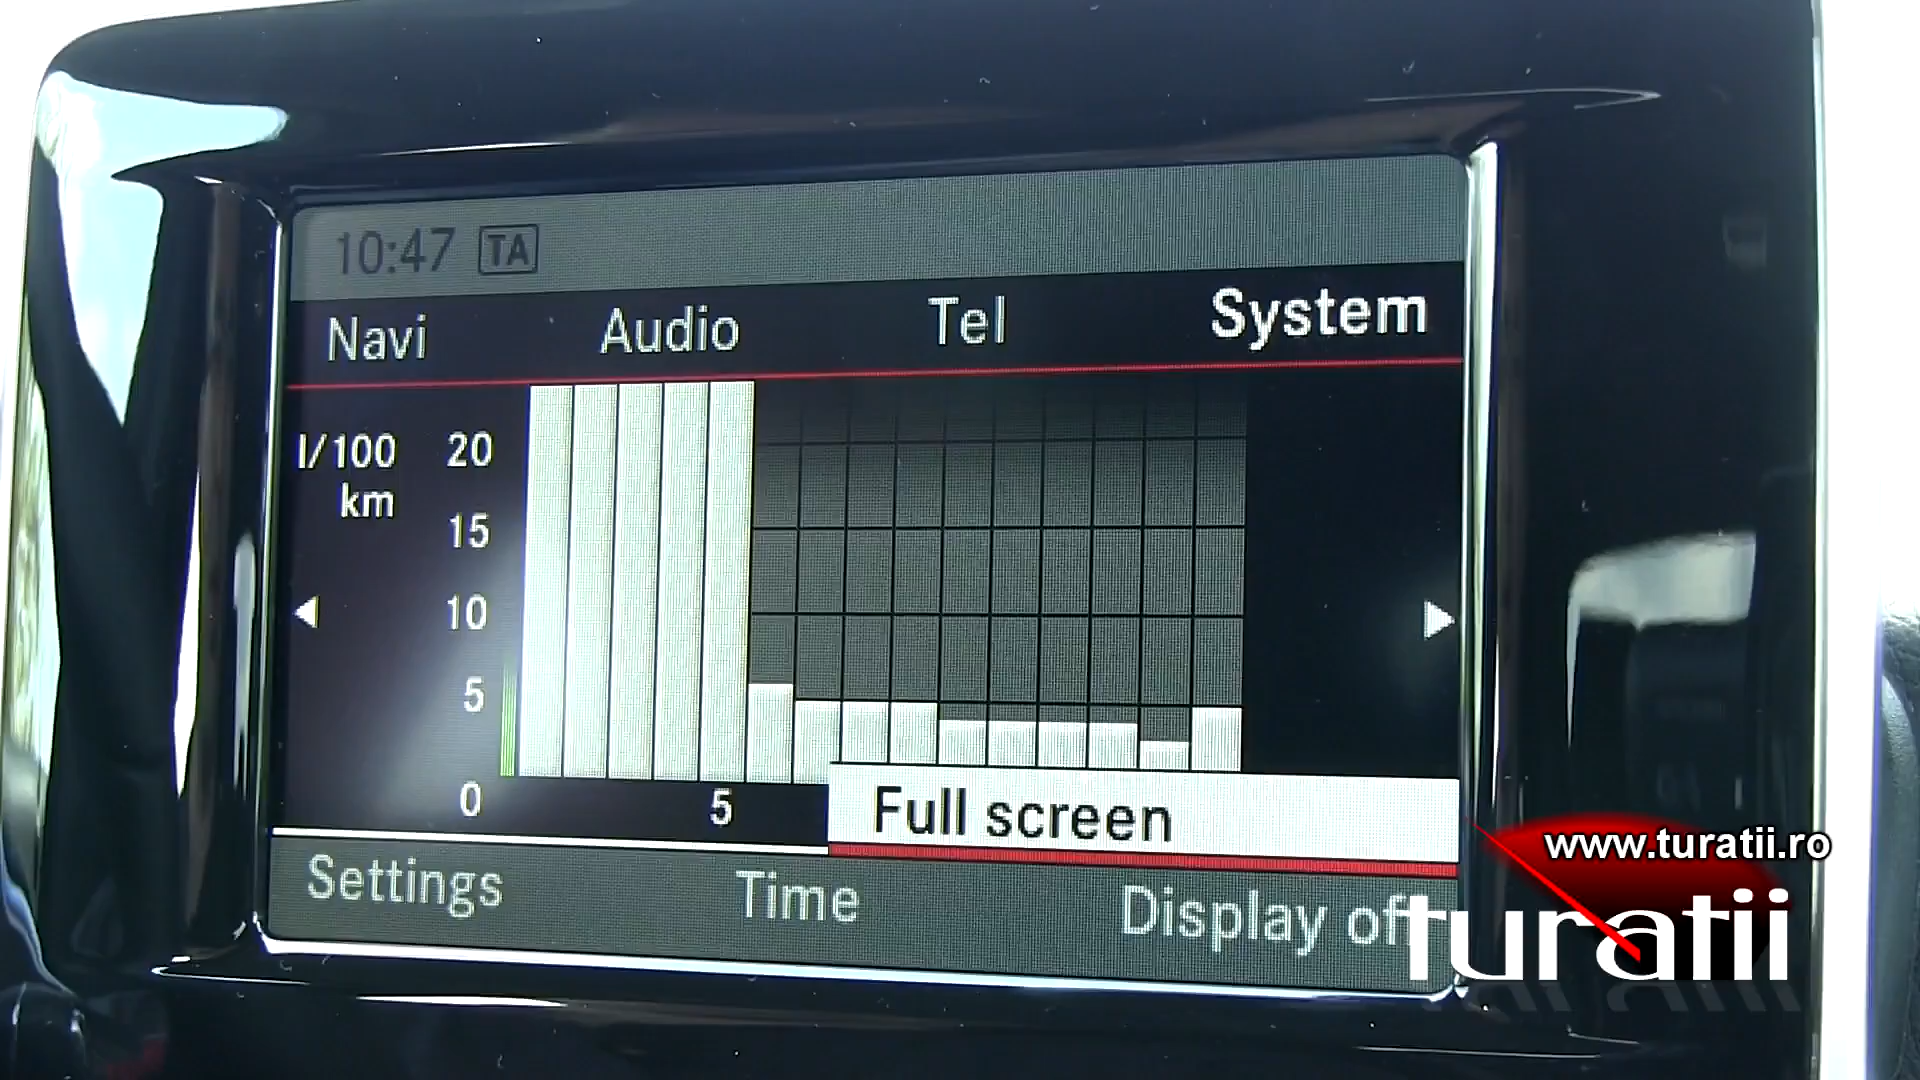 10:47 TA
Navi Audio Tel System
l/100 km
20
15
10
5
0
5
Full screen
Settings Time Display off
www.turatii.ro
turatii